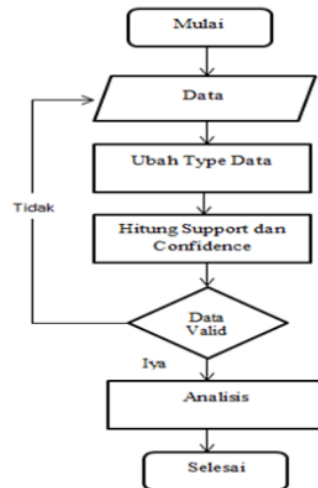 Mulai
Data
Ubah Type Data
Hitung Support dan
Confidence
Tidak
Data
Valid
Iya
Analisis
Selesai